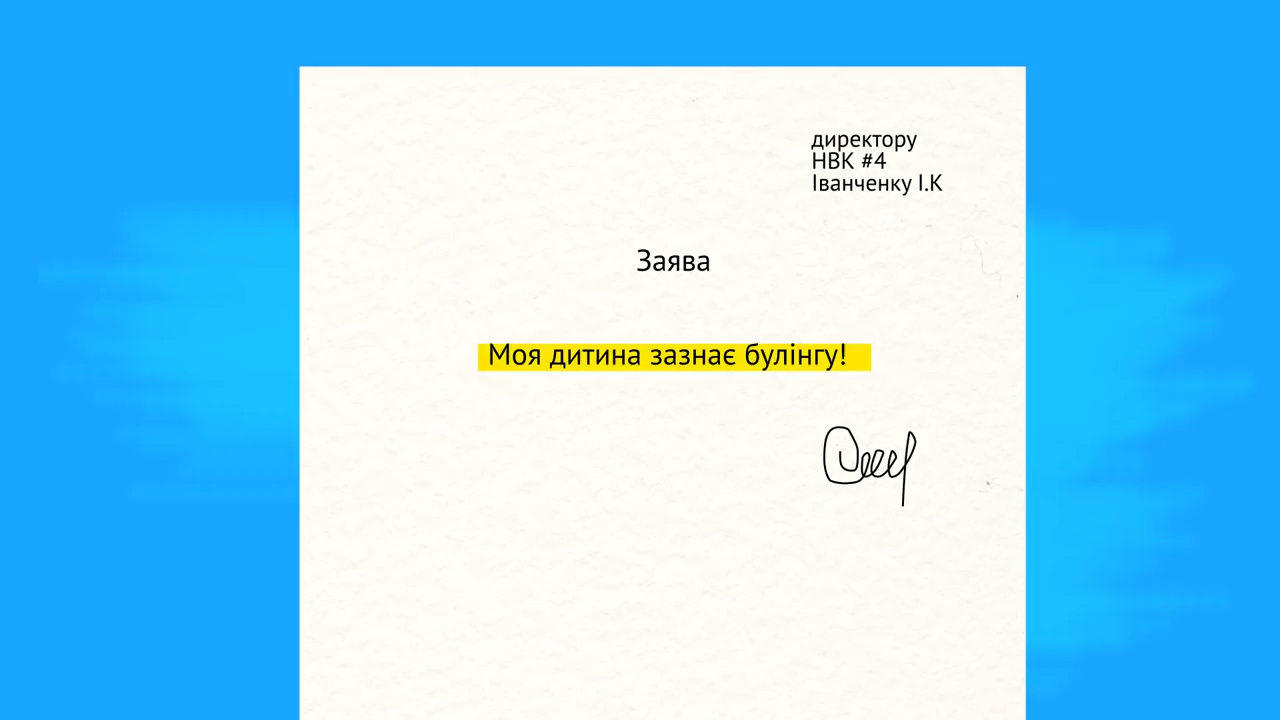 директору
НВК #4
Іванченку І.К
Заява
Моя дитина зазнає булінгу!